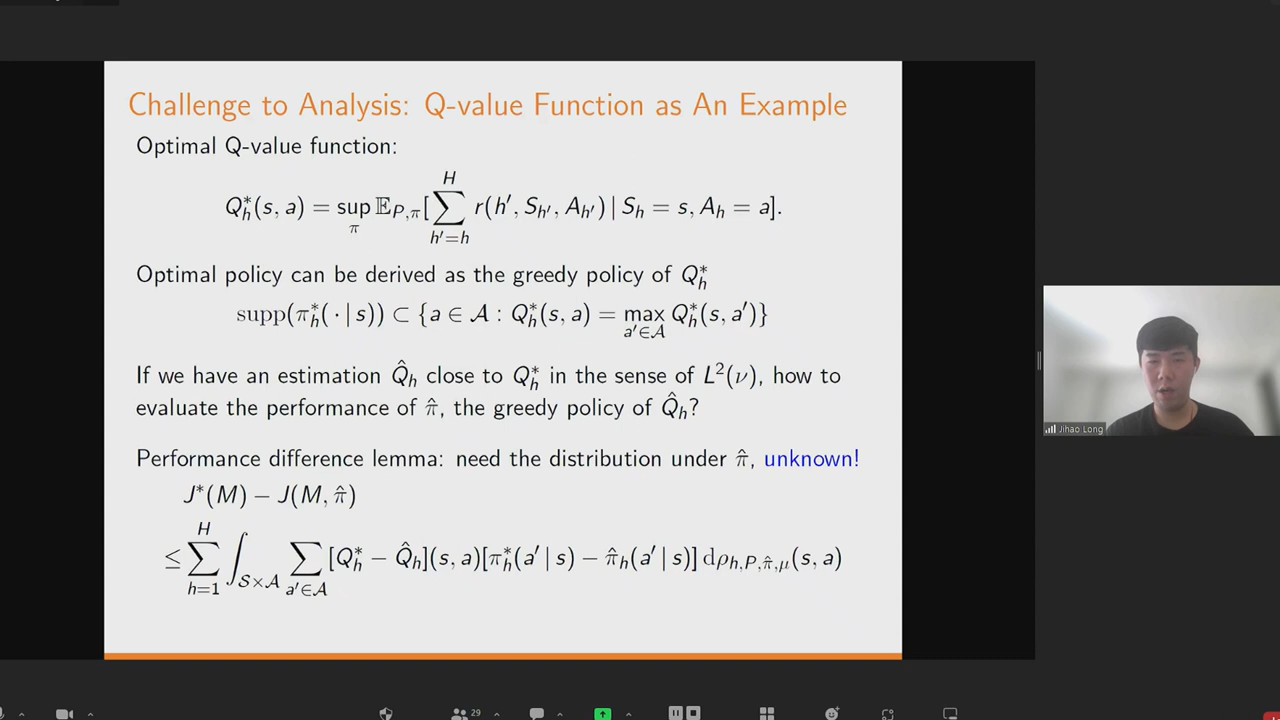 Challenge to Analysis: Q-value Function as An Example
Optimal Q-value function:
Q*_h(s, a) = sup_π 𝔼_{P,π}[∑_{h′=h}^{H} r(h′, S_{h′}, A_{h′}) | S_h = s, A_h = a].
Optimal policy can be derived as the greedy policy of Q*_h
supp(π*_h(· | s)) ⊂ {a ∈ 𝒜 : Q*_h(s, a) = max_{a′∈𝒜} Q*_h(s, a′)}
If we have an estimation Q̂_h close to Q*_h in the sense of L²(ν), how to
evaluate the performance of π̂, the greedy policy of Q̂_h?
Performance difference lemma: need the distribution under π̂, unknown!
J*(M) − J(M, π̂)
≤ ∑_{h=1}^{H} ∫_{𝒮×𝒜} ∑_{a′∈𝒜} [Q*_h − Q̂_h](s, a)[π*_h(a′ | s) − π̂_h(a′ | s)] dρ_{h,P,π̂,μ}(s, a)
Jihao Long
29